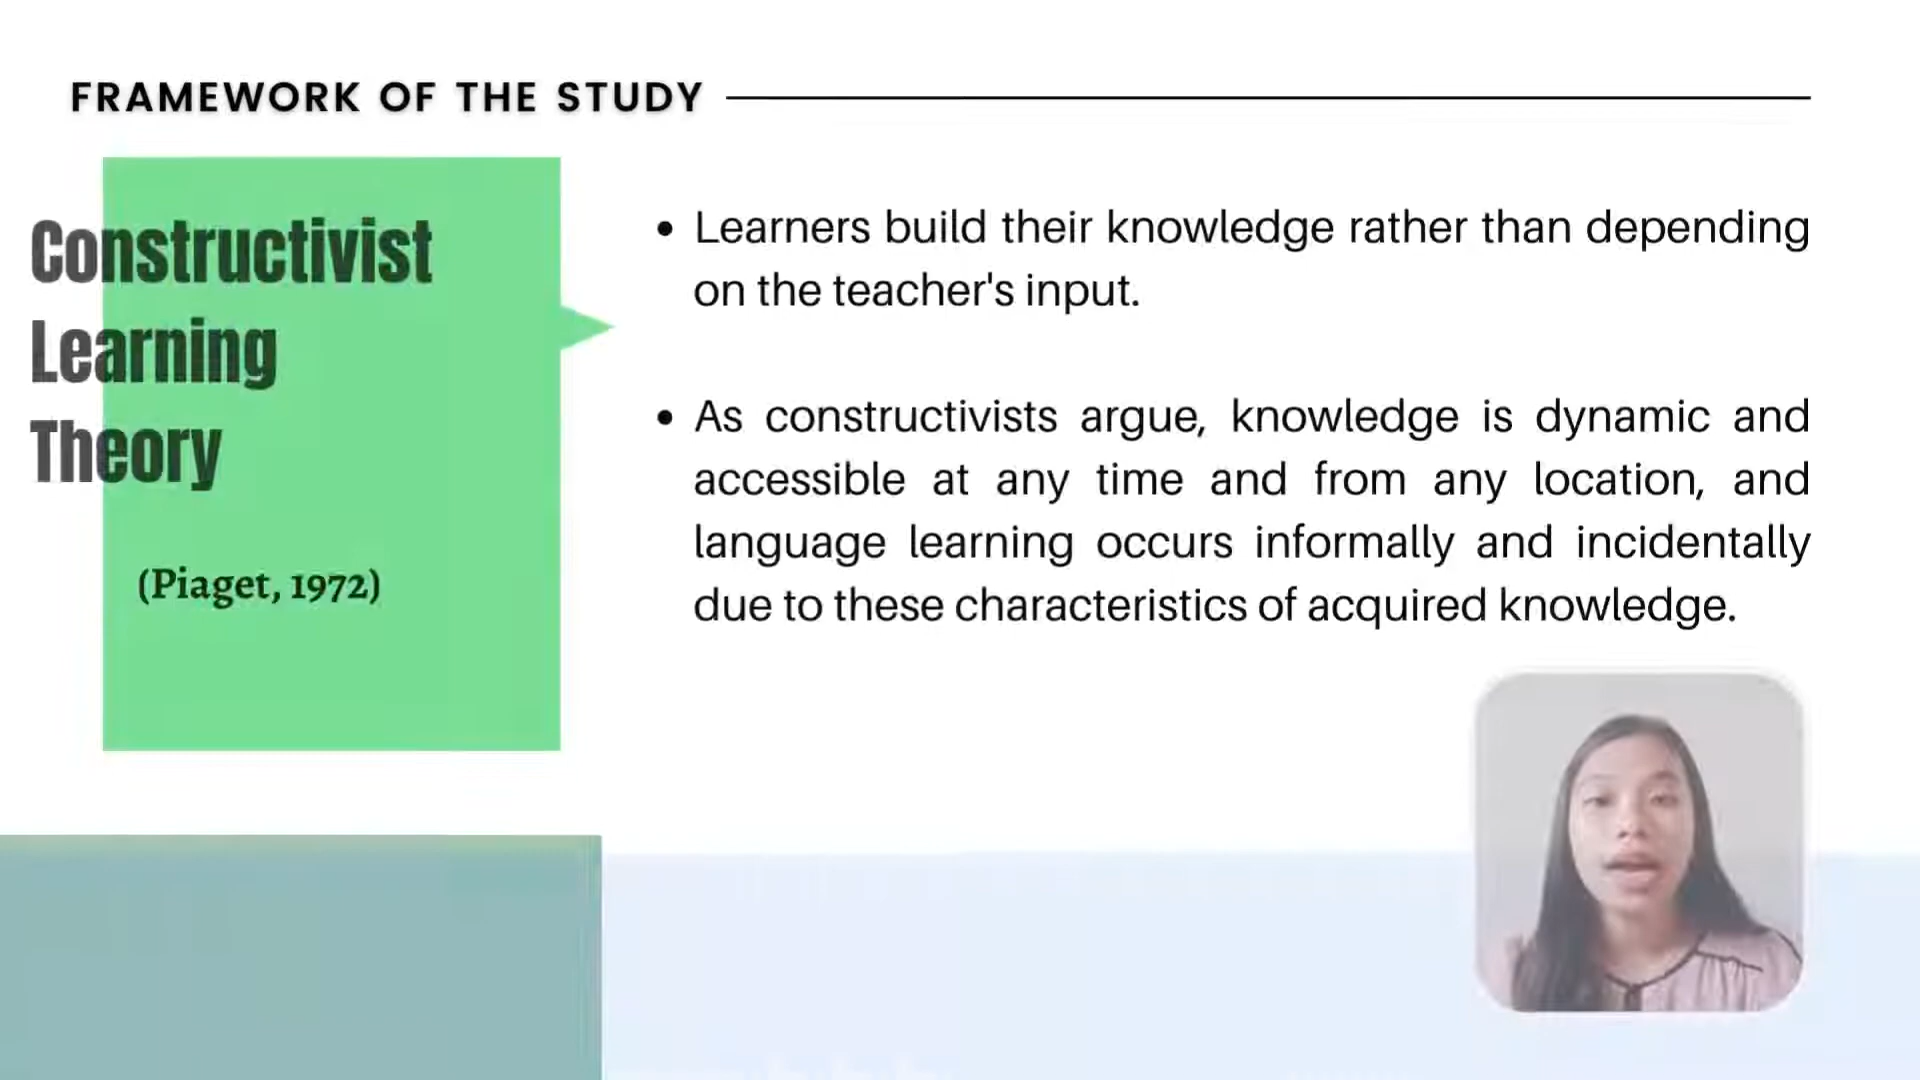 FRAMEWORK OF THE STUDY
Constructivist
Learning
Theory
(Piaget, 1972)
• Learners build their knowledge rather than depending
on the teacher's input.
• As constructivists argue, knowledge is dynamic and
accessible at any time and from any location, and
language learning occurs informally and incidentally
due to these characteristics of acquired knowledge.